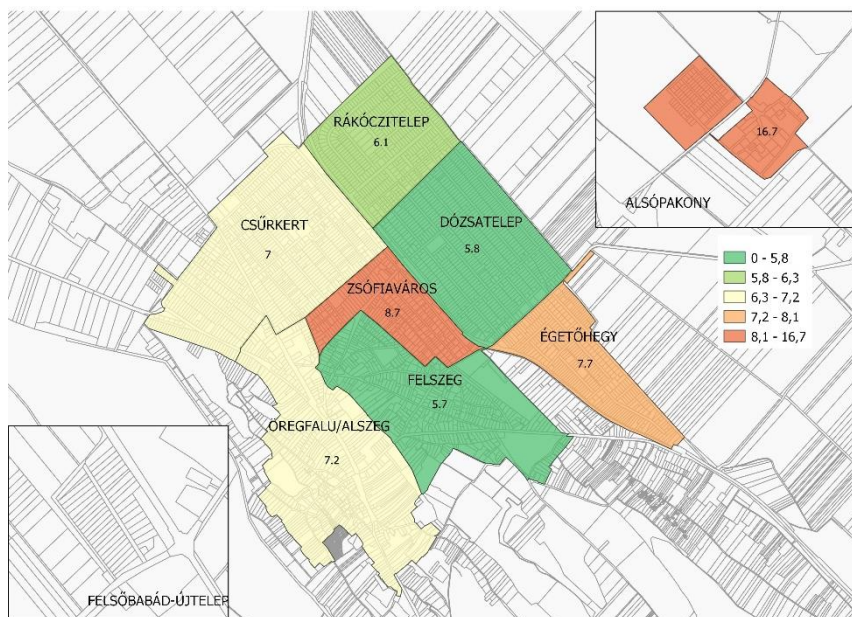 RÁKÓCZITELEP
6.1
16.7
ALSÓPAKONY
CSŰRKERT
7
DÓZSATELEP
5.8
0 - 5,8
5,8 - 6,3
6,3 - 7,2
7,2 - 8,1
8,1 - 16,7
ZSÓFIAVÁROS
8.7
ÉGETŐHEGY
7.7
FELSZEG
5.7
ÖREGFALU/ALSZEG
7.2
FELSŐBABÁD-ÚJTELEP